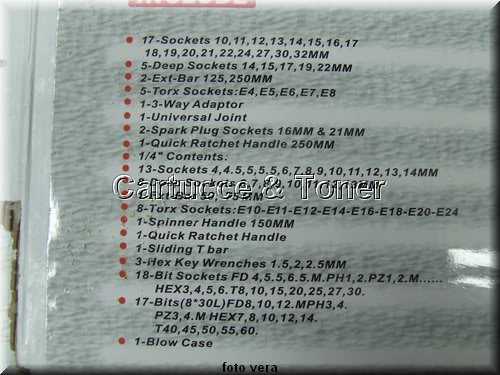 INCLUDE
17-Sockets 10,11,12,13,14,15,16,17
18,19,20,21,22,24,27,30,32MM
5-Deep Sockets 14,15,17,19,22MM
2-Ext-Bar 125,250MM
5-Torx Sockets:E4,E5,E6,E7,E8
1-3-Way Adaptor
1-Universal Joint
2-Spark Plug Sockets 16MM & 21MM
1-Quick Ratchet Handle 250MM
1/4" Contents.
13-Sockets 4,4.5,5,5.5,6,7,8,9,10,11,12,13,14MM
Cartucce & Toner
8-Torx Sockets:E10-E11-E12-E14-E16-E18-E20-E24
1-Spinner Handle 150MM
1-Quick Ratchet Handle
1-Sliding T bar
3-Hex Key Wrenches 1.5,2,2.5MM
18-Bit Sockets FD 4,5.5,6.5.M.PH1,2.PZ1,2.M......
HEX3,4,5,6.T8,10,15,20,25,27,30.
17-Bits(8*30L)FD8,10,12.MPH3,4.
PZ3,4.M HEX7,8,10,12,14.
T40,45,50,55,60.
1-Blow Case
foto vera